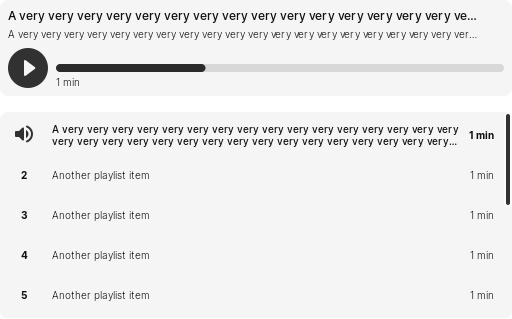 A very very very very very very very very very very very very very very very ve...
A very very very very very very very very very very very very very very very very very very very ver...
1 min
A very very very very very very very very very very very very very very very very
very very very very very very very very very very very very very very very very...
1 min
2 Another playlist item 1 min
3 Another playlist item 1 min
4 Another playlist item 1 min
5 Another playlist item 1 min